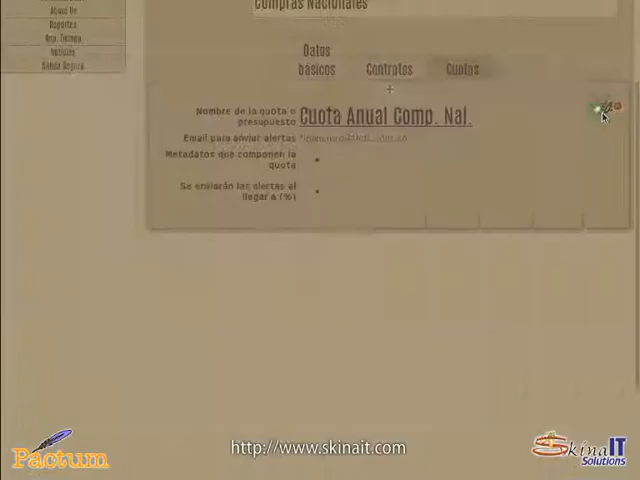 Compras Nacionales
About Us
Reportes
Rep. Tiempo
Noticias
Salida Segura
Datos
básicos
Contratos
Quotas
+
Nombre de la quota o
presupuesto
Cuota Anual Comp. Nal.
Email para enviar alertas
Metadatos que componen la
quota
Se enviarán las alertas al
llegar a (%)
Pactum
http://www.skinait.com
SkinaIT
Solutions